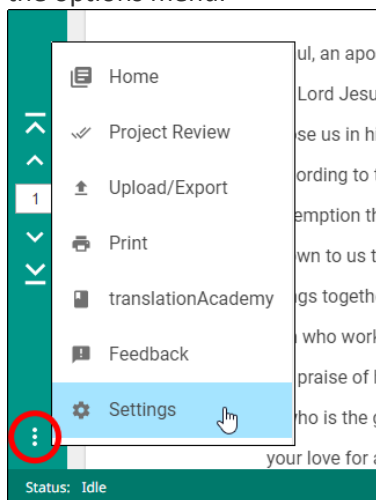 the options menu.
ul, an apo
Home
Lord Jesu
Project Review
se us in hi
Upload/Export
ording to t
1
emption th
Print
wn to us t
translationAcademy
gs togeth
who work
Feedback
praise of
Settings
ho is the g
your love for a
Status: Idle